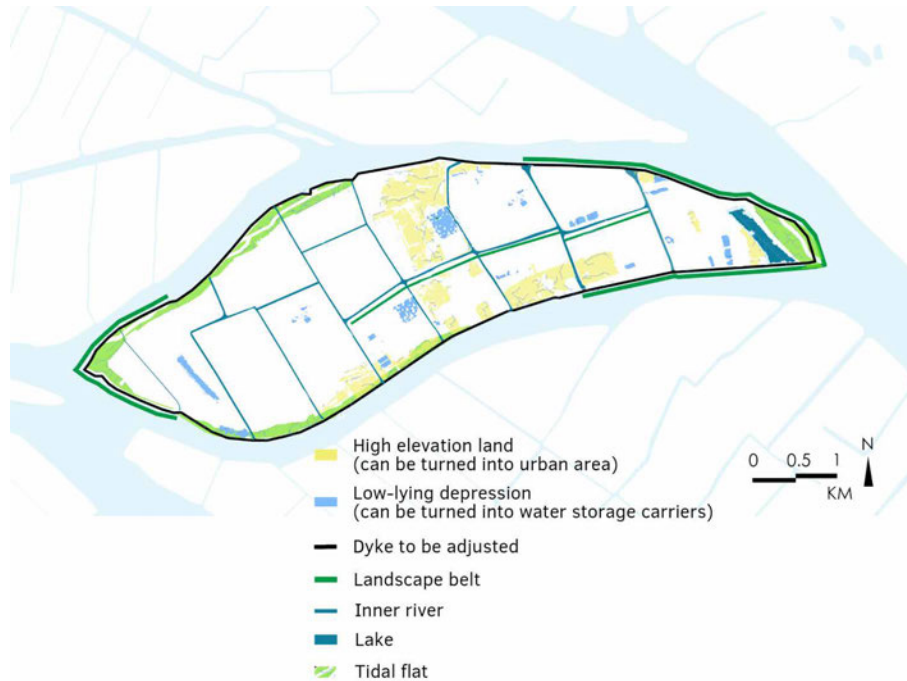 High elevation land
(can be turned into urban area)
Low-lying depression
(can be turned into water storage carriers)
Dyke to be adjusted
Landscape belt
Inner river
Lake
Tidal flat
0 0.5 1
KM
N